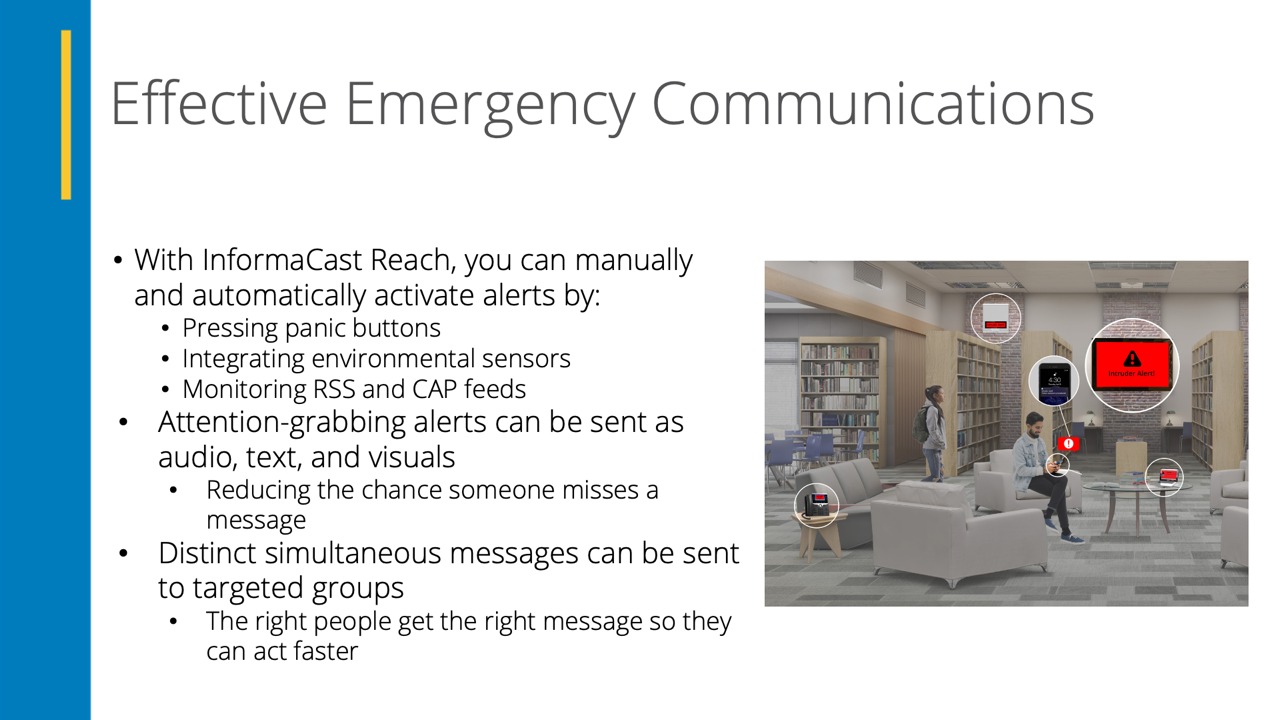 Effective Emergency Communications
• With InformaCast Reach, you can manually
and automatically activate alerts by:
• Pressing panic buttons
• Integrating environmental sensors
• Monitoring RSS and CAP feeds
• Attention-grabbing alerts can be sent as
audio, text, and visuals
• Reducing the chance someone misses a
message
• Distinct simultaneous messages can be sent
to targeted groups
• The right people get the right message so they
can act faster
4:30
Intruder Alert!